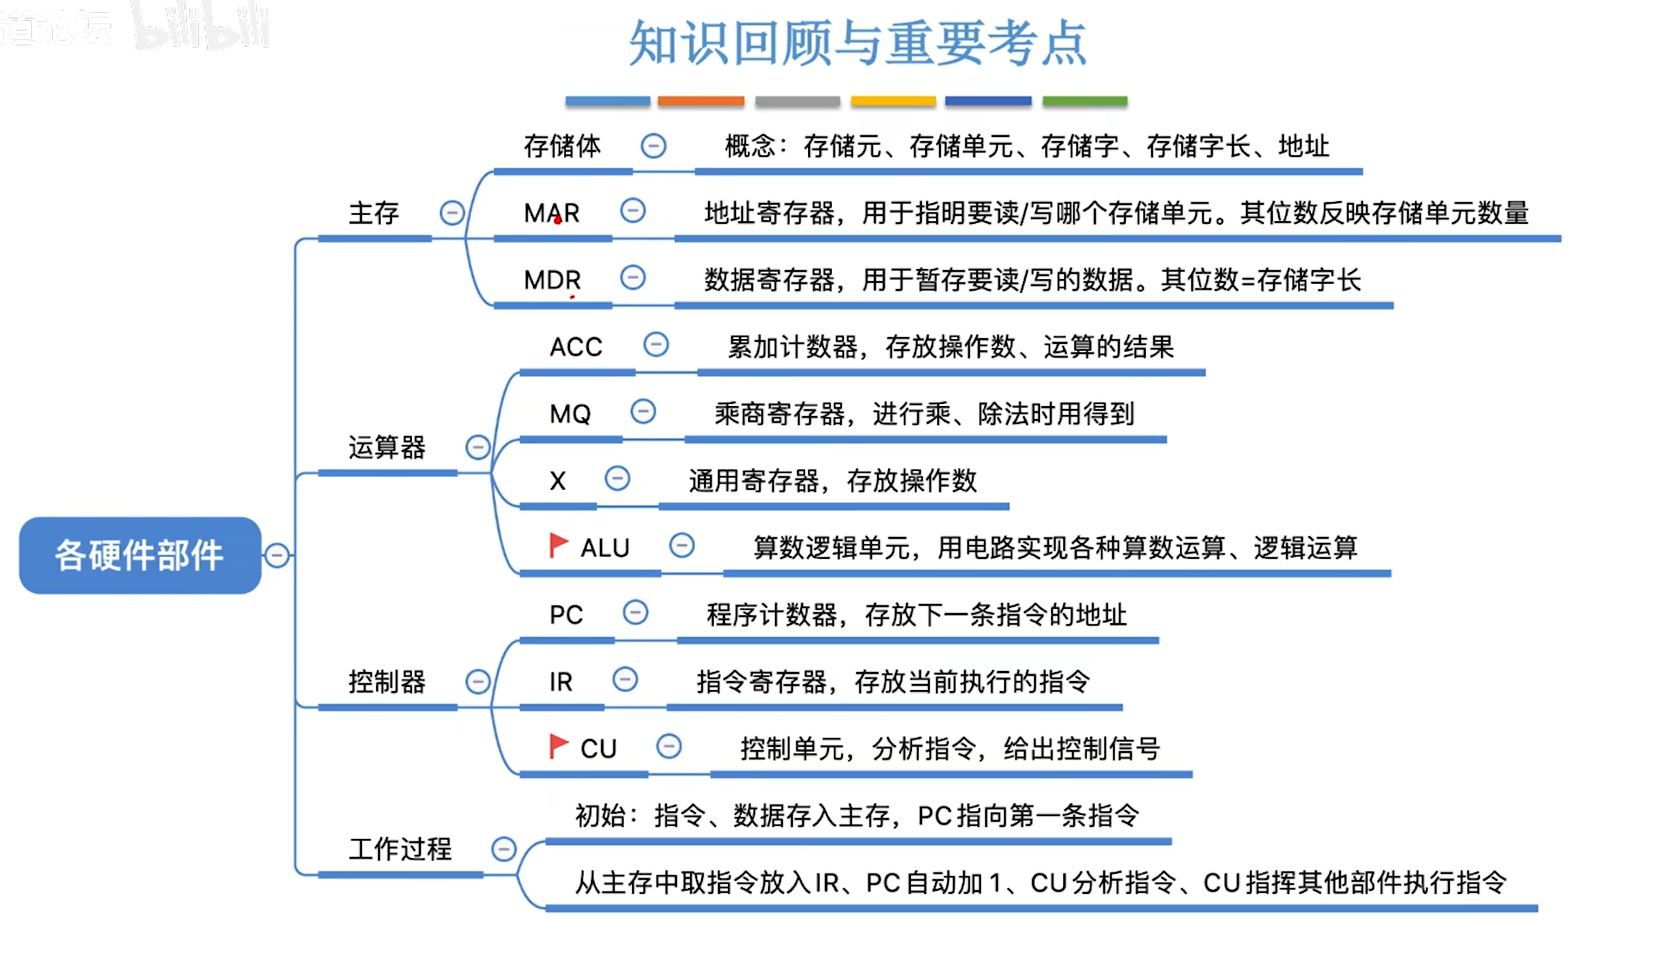 道论坛 bilibili
知识回顾与重要考点
存储体 概念：存储元、存储单元、存储字、存储字长、地址
主存
MAR 地址寄存器，用于指明要读/写哪个存储单元。其位数反映存储单元数量
MDR 数据寄存器，用于暂存要读/写的数据。其位数=存储字长
ACC 累加计数器，存放操作数、运算的结果
MQ 乘商寄存器，进行乘、除法时用得到
运算器
X 通用寄存器，存放操作数
ALU 算数逻辑单元，用电路实现各种算数运算、逻辑运算
各硬件部件
PC 程序计数器，存放下一条指令的地址
控制器
IR 指令寄存器，存放当前执行的指令
CU 控制单元，分析指令，给出控制信号
工作过程
初始：指令、数据存入主存，PC指向第一条指令
从主存中取指令放入IR、PC自动加1、CU分析指令、CU指挥其他部件执行指令